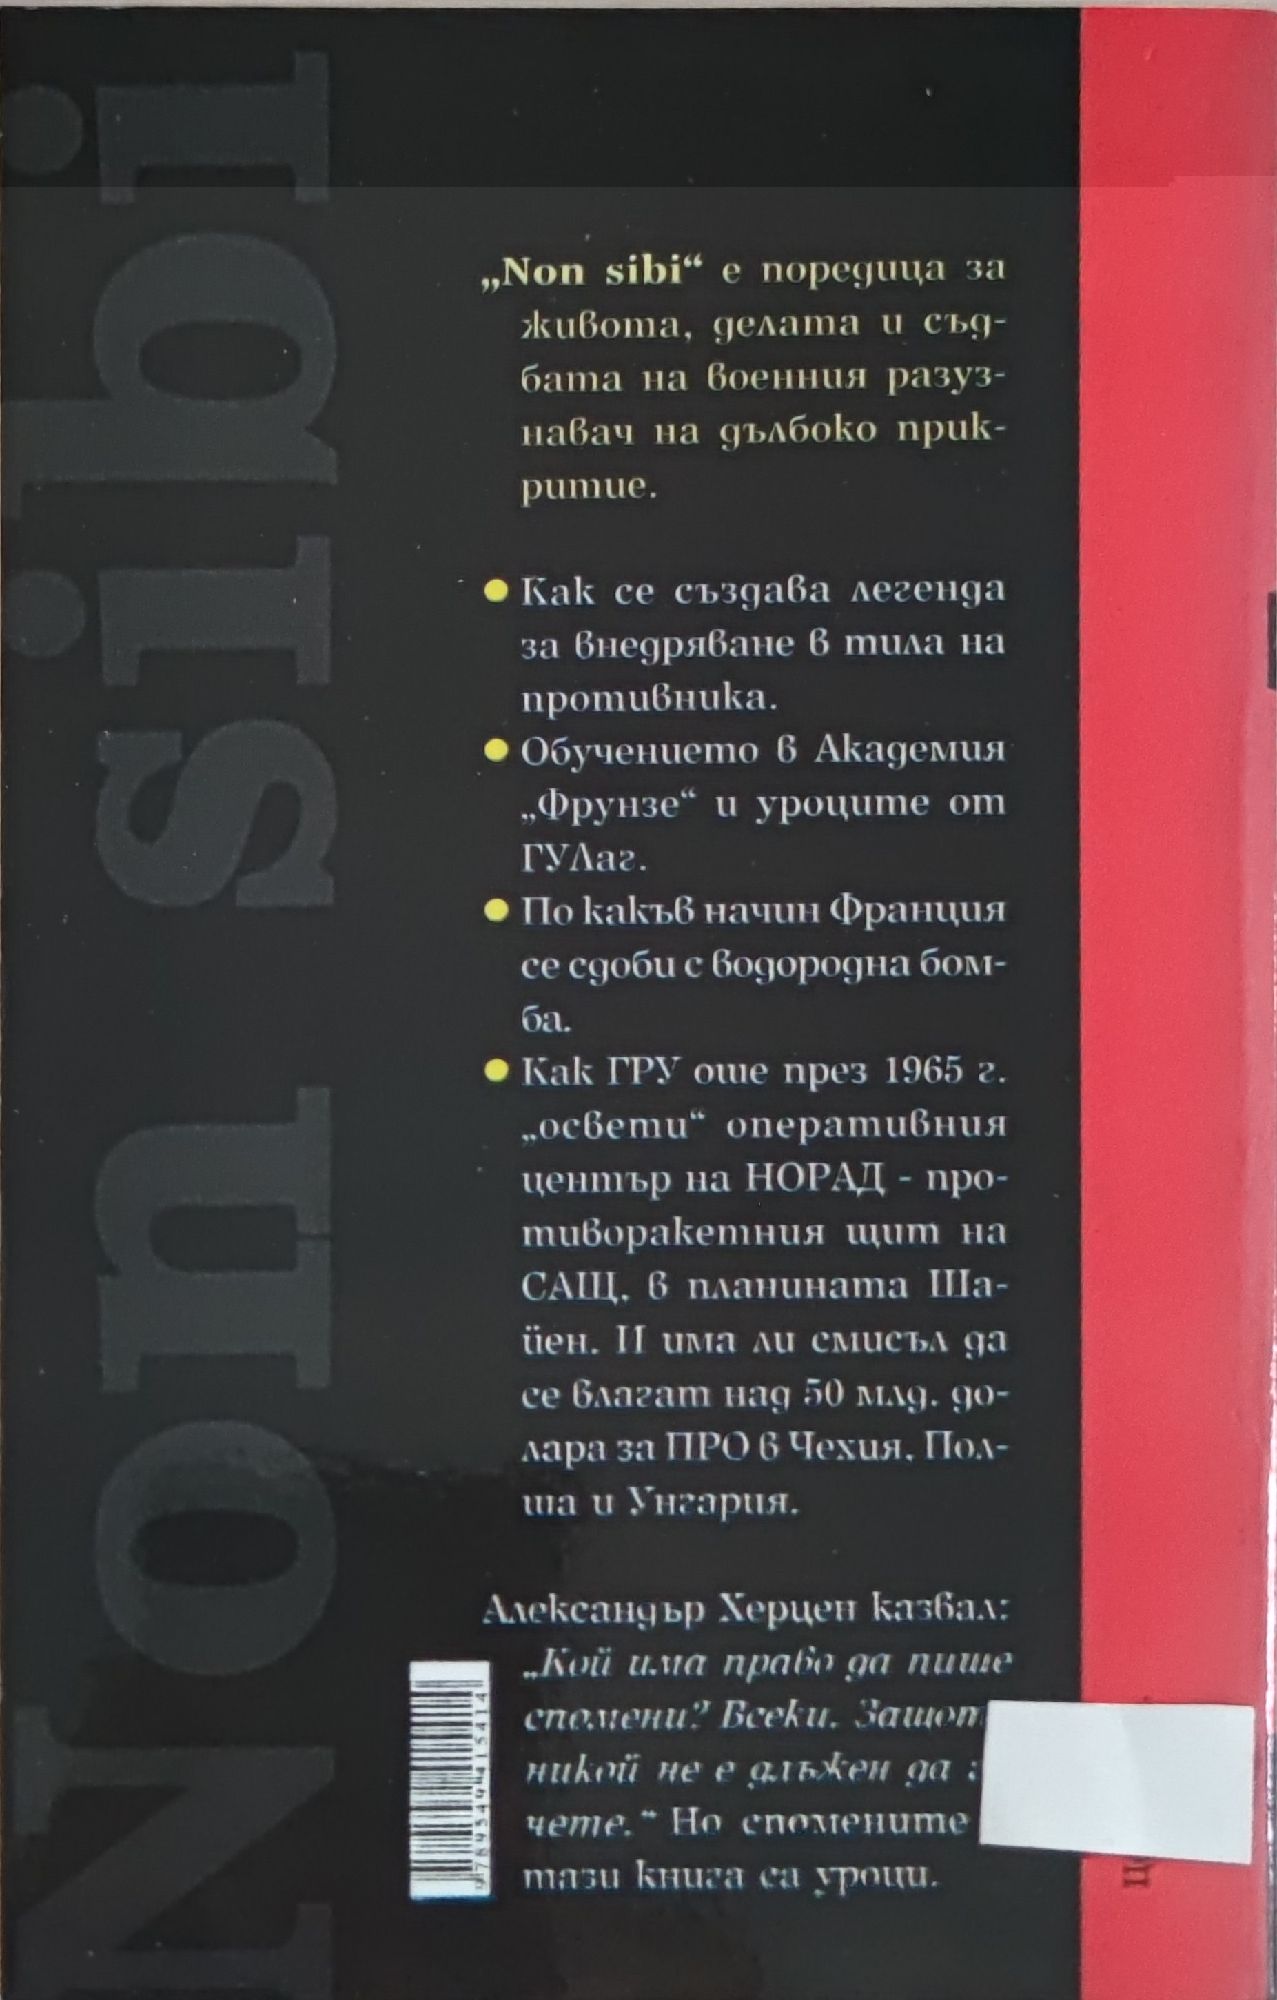 Non sibi
„Non sibi“ е поредица за
живота, делата и съд-
бата на военния разуз-
навач на дълбоко прик-
ритие.
Как се създава легенда
за внедряване в тила на
противника.
Обучението в Академия
„Фрунзе“ и уроците от
ГУЛаг.
По какъв начин Франция
се сдоби с водородна бом-
ба.
Как ГРУ още през 1965 г.
„освети“ оперативния
център на НОРАД - про-
тиворакетния щит на
САЩ, в планината Ша-
йен. И има ли смисъл да
се влагат над 50 млд. до-
лара за ПРО в Чехия, Пол-
ша и Унгария.
Александър Херцен казвал:
„Кой има право да пише
спомени? Всеки. Защот
никой не е длъжен да
чете.“ Но спомените
тази книга са уроци.
9789549415414